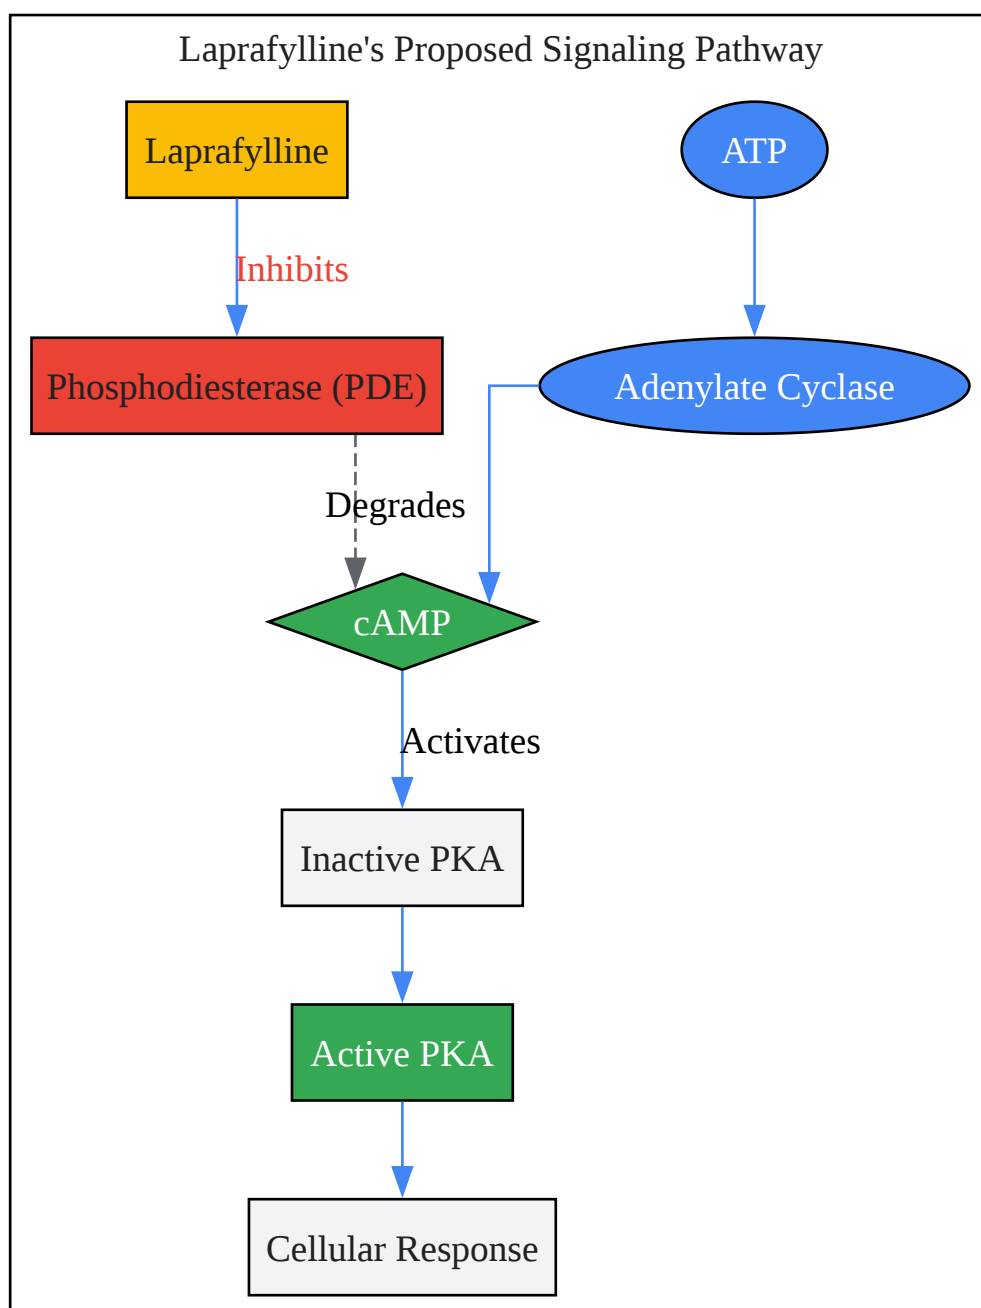 Laprafylline's Proposed Signaling Pathway
Laprafylline
ATP
Inhibits
Phosphodiesterase (PDE)
Adenylate Cyclase
Degrades
cAMP
Activates
Inactive PKA
Active PKA
Cellular Response